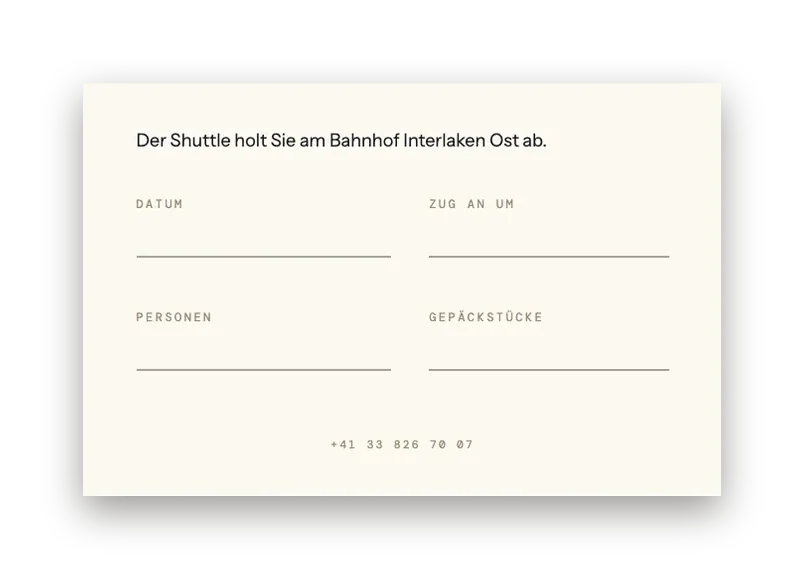 Der Shuttle holt Sie am Bahnhof Interlaken Ost ab.
DATUM
ZUG AN UM
PERSONEN
GEPÄCKSTÜCKE
+41 33 826 70 07